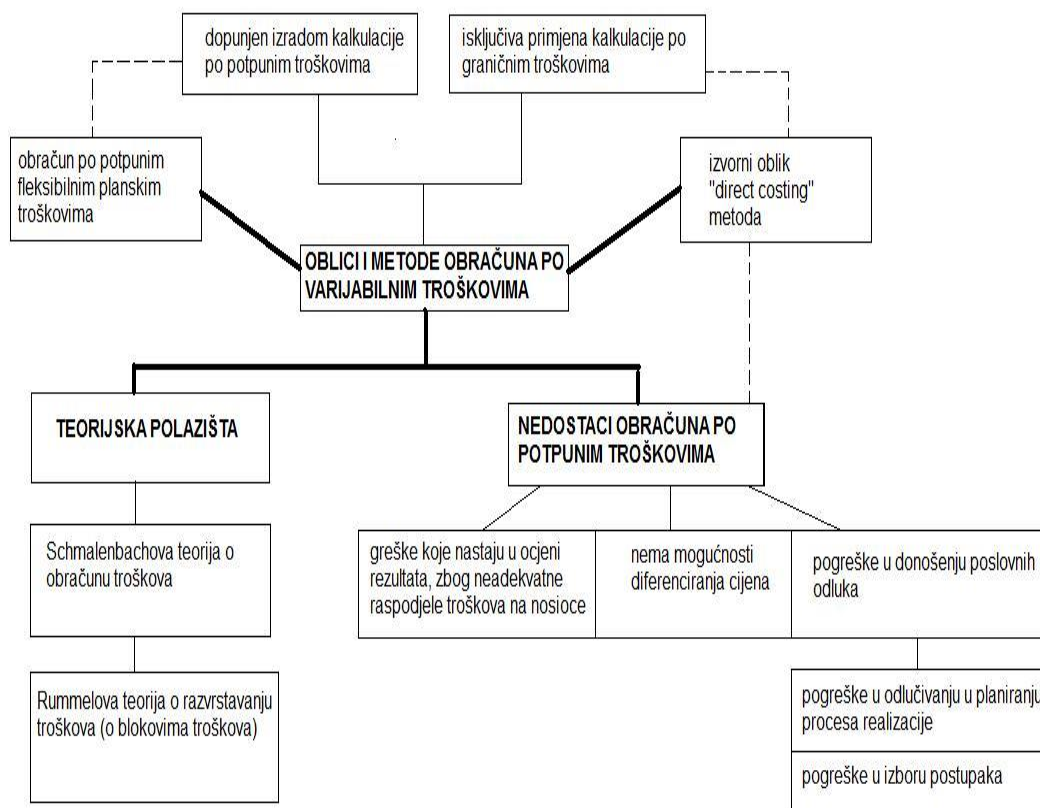 dopunjen izradom kalkulacije
po potpunim troškovima
isključiva primjena kalkulacije po
graničnim troškovima
obračun po potpunim
fleksibilnim planskim
troškovima
izvorni oblik
"direct costing"
metoda
OBLICI I METODE OBRAČUNA PO
VARIJABILNIM TROŠKOVIMA
TEORIJSKA POLAZIŠTA
NEDOSTACI OBRAČUNA PO
POTPUNIM TROŠKOVIMA
Schmalenbachova teorija o
obračunu troškova
greške koje nastaju u ocjeni
rezultata, zbog neadekvatne
raspodjele troškova na nosioce
nema mogućnosti
diferenciranja cijena
pogreške u donošenju poslovnih
odluka
Rummelova teorija o razvrstavanju
troškova (o blokovima troškova)
pogreške u odlučivanju u planiranju
procesa realizacije
pogreške u izboru postupaka